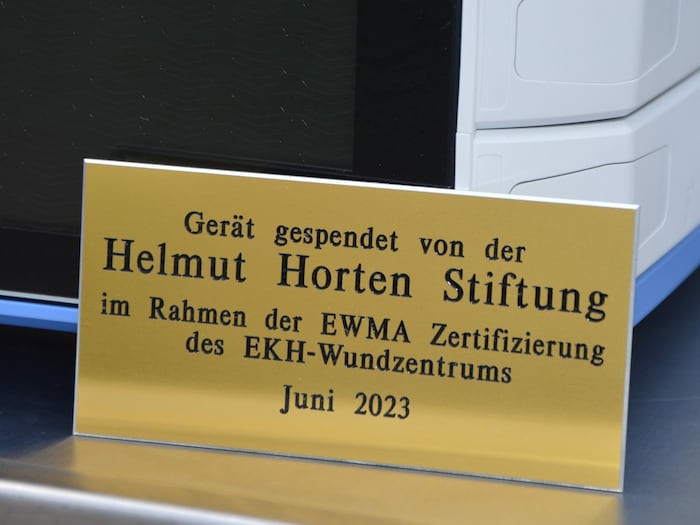 Gerät gespendet von der
Helmut Horten Stiftung
im Rahmen der EWMA Zertifizierung
des EKH-Wundzentrums
Juni 2023